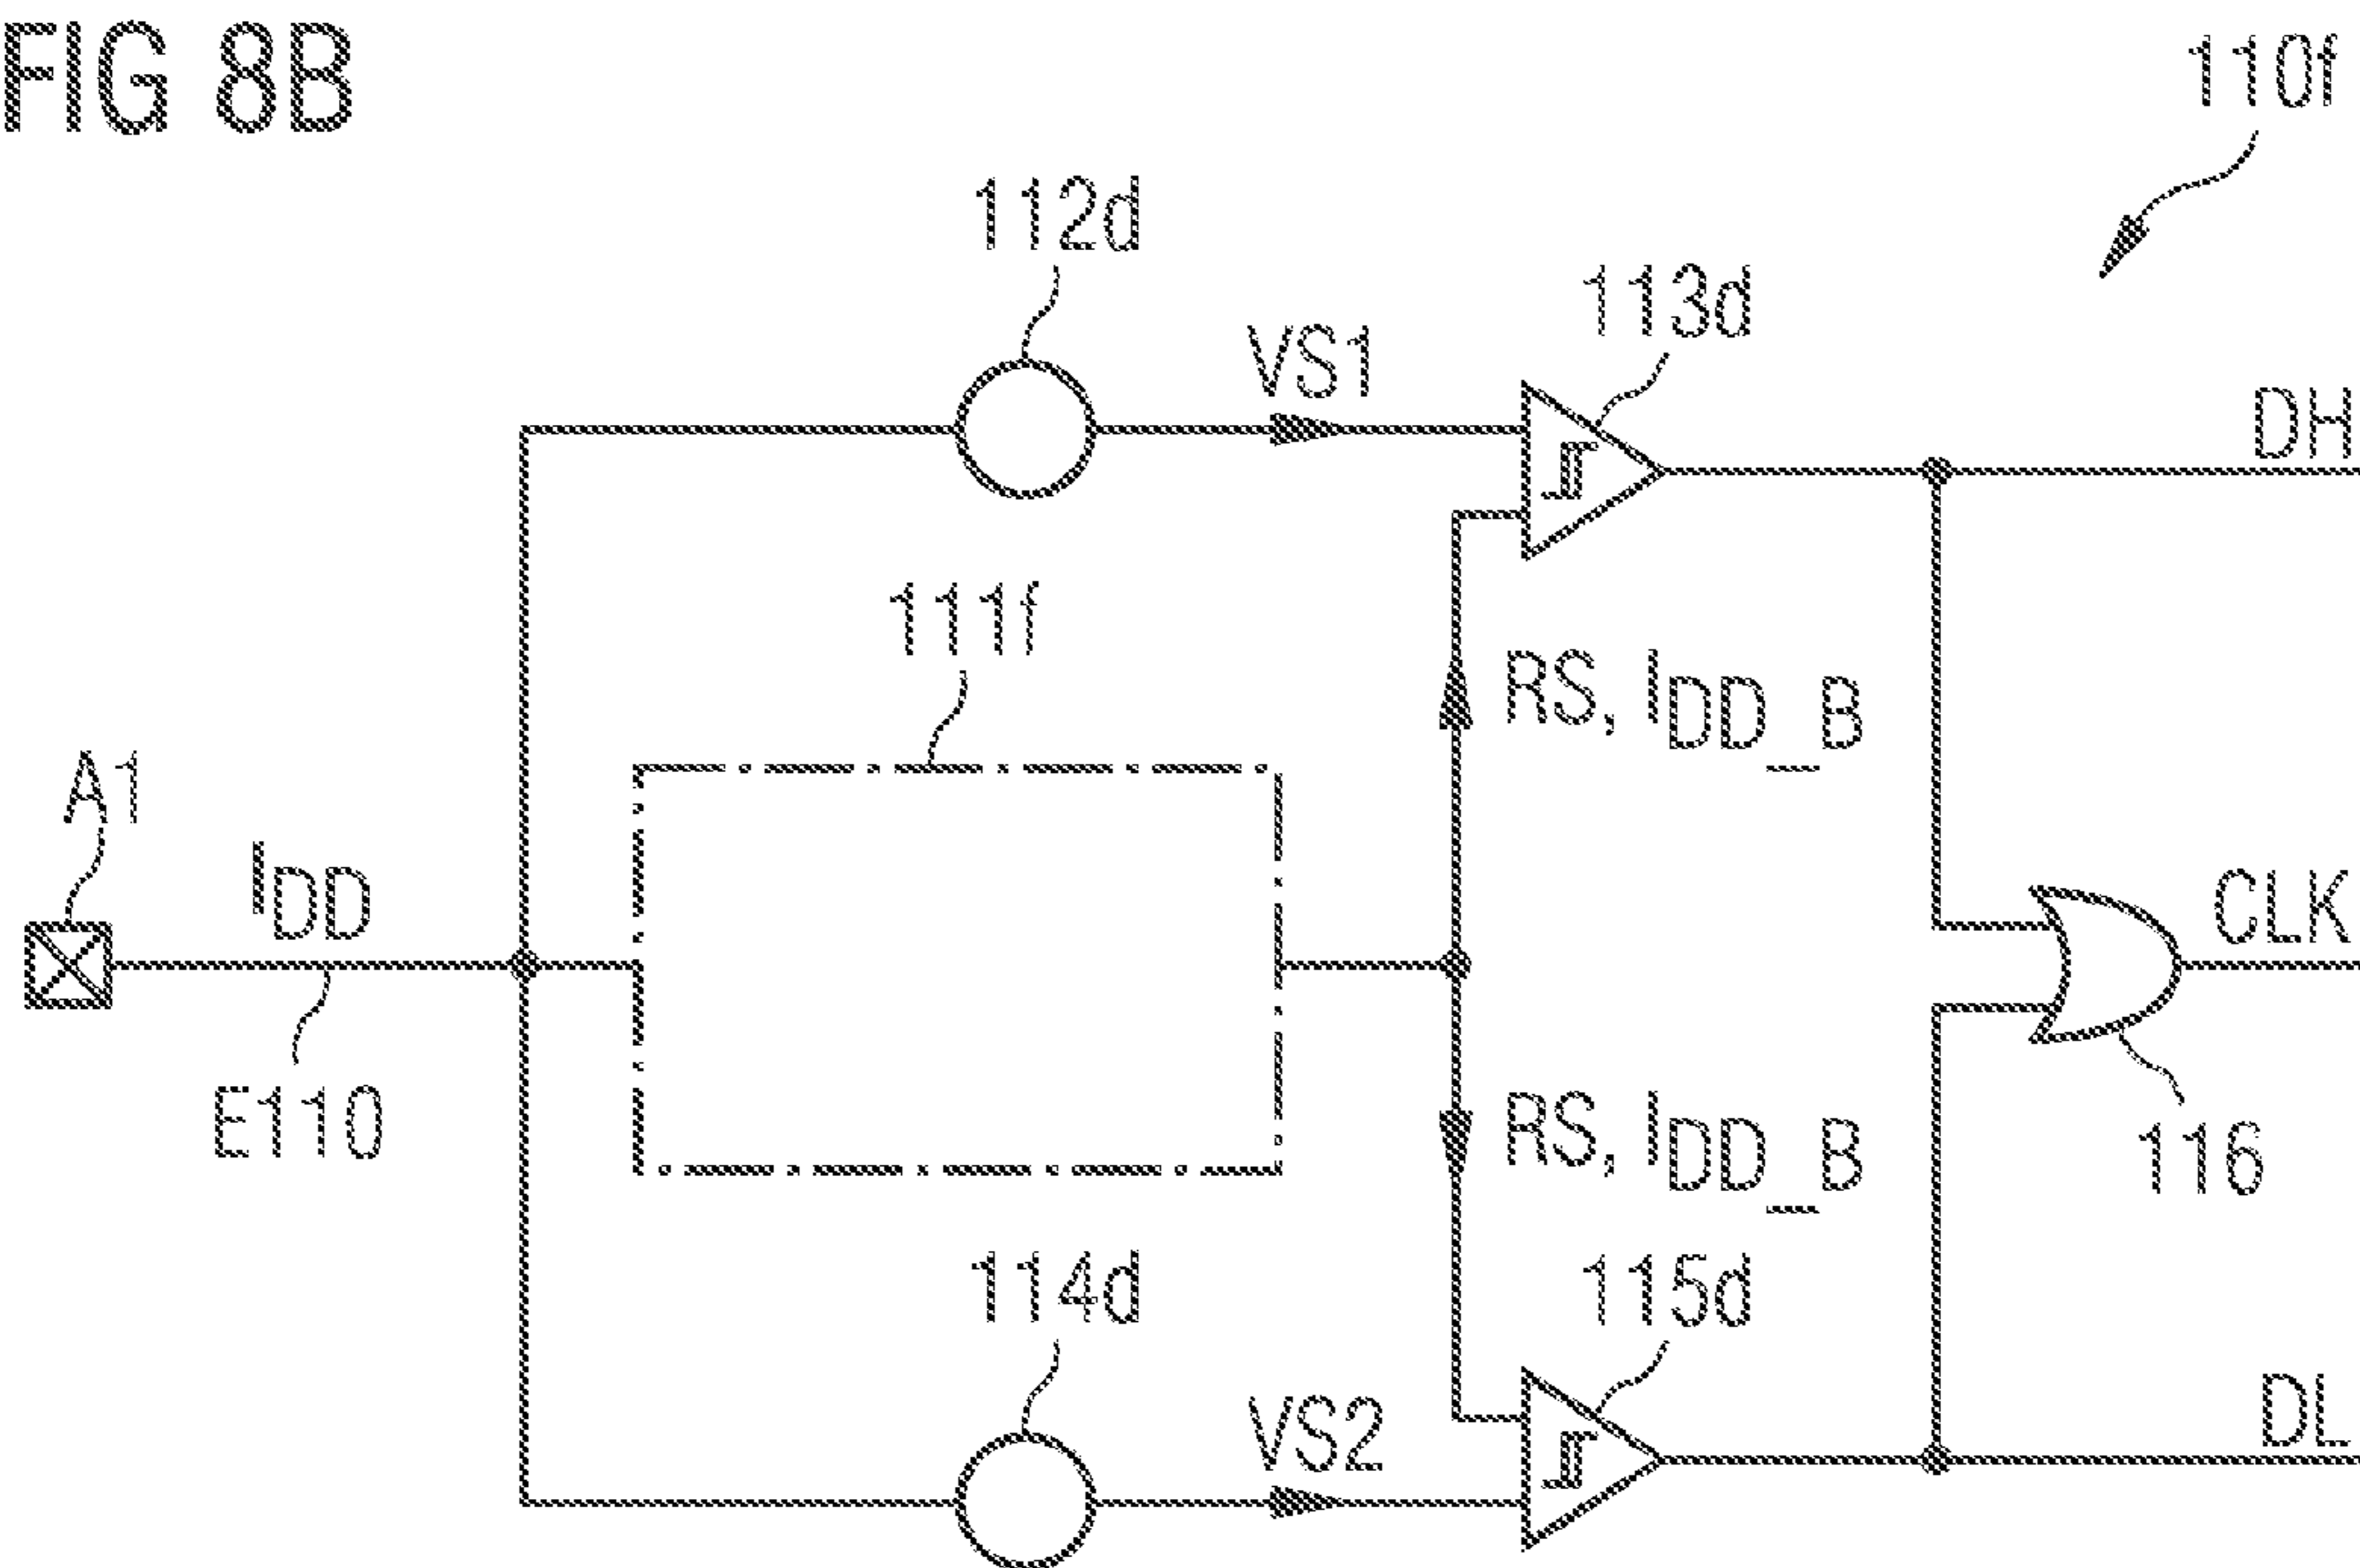 FIG 8B
110f
112d
113d
VS1
DH
111f
RS, IDD_B
A1
IDD
CLK
E110
RS, IDD_B
116
114d
115d
VS2
DL